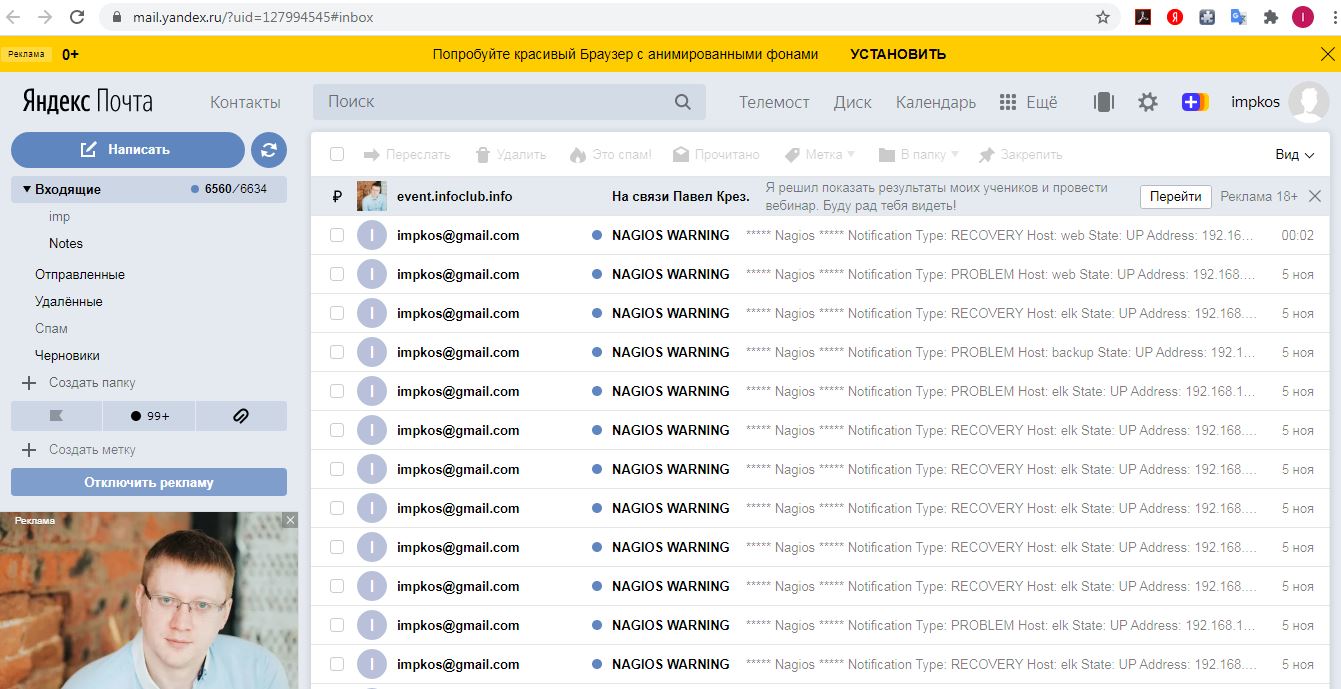 mail.yandex.ru/?uid=127994545#inbox
Реклама 0+ Попробуйте красивый Браузер с анимированными фонами УСТАНОВИТЬ
Яндекс Почта Контакты Поиск Телемост Диск Календарь Ещё impkos
Написать
Переслать Удалить Это спам! Прочитано Метка В папку Закрепить Вид
Входящие 6560/6634
imp
Notes
Отправленные
Удалённые
Спам
Черновики
Создать папку
99+
Создать метку
Отключить рекламу
Реклама
₽ event.infoclub.info На связи Павел Крез. Я решил показать результаты моих учеников и провести
вебинар. Буду рад тебя видеть! Перейти Реклама 18+
I impkos@gmail.com NAGIOS WARNING ***** Nagios ***** Notification Type: RECOVERY Host: web State: UP Address: 192.16... 00:02
I impkos@gmail.com NAGIOS WARNING ***** Nagios ***** Notification Type: PROBLEM Host: web State: UP Address: 192.168.... 5 ноя
I impkos@gmail.com NAGIOS WARNING ***** Nagios ***** Notification Type: RECOVERY Host: elk State: UP Address: 192.168.... 5 ноя
I impkos@gmail.com NAGIOS WARNING ***** Nagios ***** Notification Type: PROBLEM Host: backup State: UP Address: 192.1... 5 ноя
I impkos@gmail.com NAGIOS WARNING ***** Nagios ***** Notification Type: PROBLEM Host: elk State: UP Address: 192.168.1... 5 ноя
I impkos@gmail.com NAGIOS WARNING ***** Nagios ***** Notification Type: RECOVERY Host: elk State: UP Address: 192.168.... 5 ноя
I impkos@gmail.com NAGIOS WARNING ***** Nagios ***** Notification Type: RECOVERY Host: elk State: UP Address: 192.168.... 5 ноя
I impkos@gmail.com NAGIOS WARNING ***** Nagios ***** Notification Type: RECOVERY Host: elk State: UP Address: 192.168.... 5 ноя
I impkos@gmail.com NAGIOS WARNING ***** Nagios ***** Notification Type: RECOVERY Host: elk State: UP Address: 192.168.... 5 ноя
I impkos@gmail.com NAGIOS WARNING ***** Nagios ***** Notification Type: RECOVERY Host: elk State: UP Address: 192.168.... 5 ноя
I impkos@gmail.com NAGIOS WARNING ***** Nagios ***** Notification Type: PROBLEM Host: elk State: UP Address: 192.168.1... 5 ноя
I impkos@gmail.com NAGIOS WARNING ***** Nagios ***** Notification Type: RECOVERY Host: elk State: UP Address: 192.168.... 5 ноя